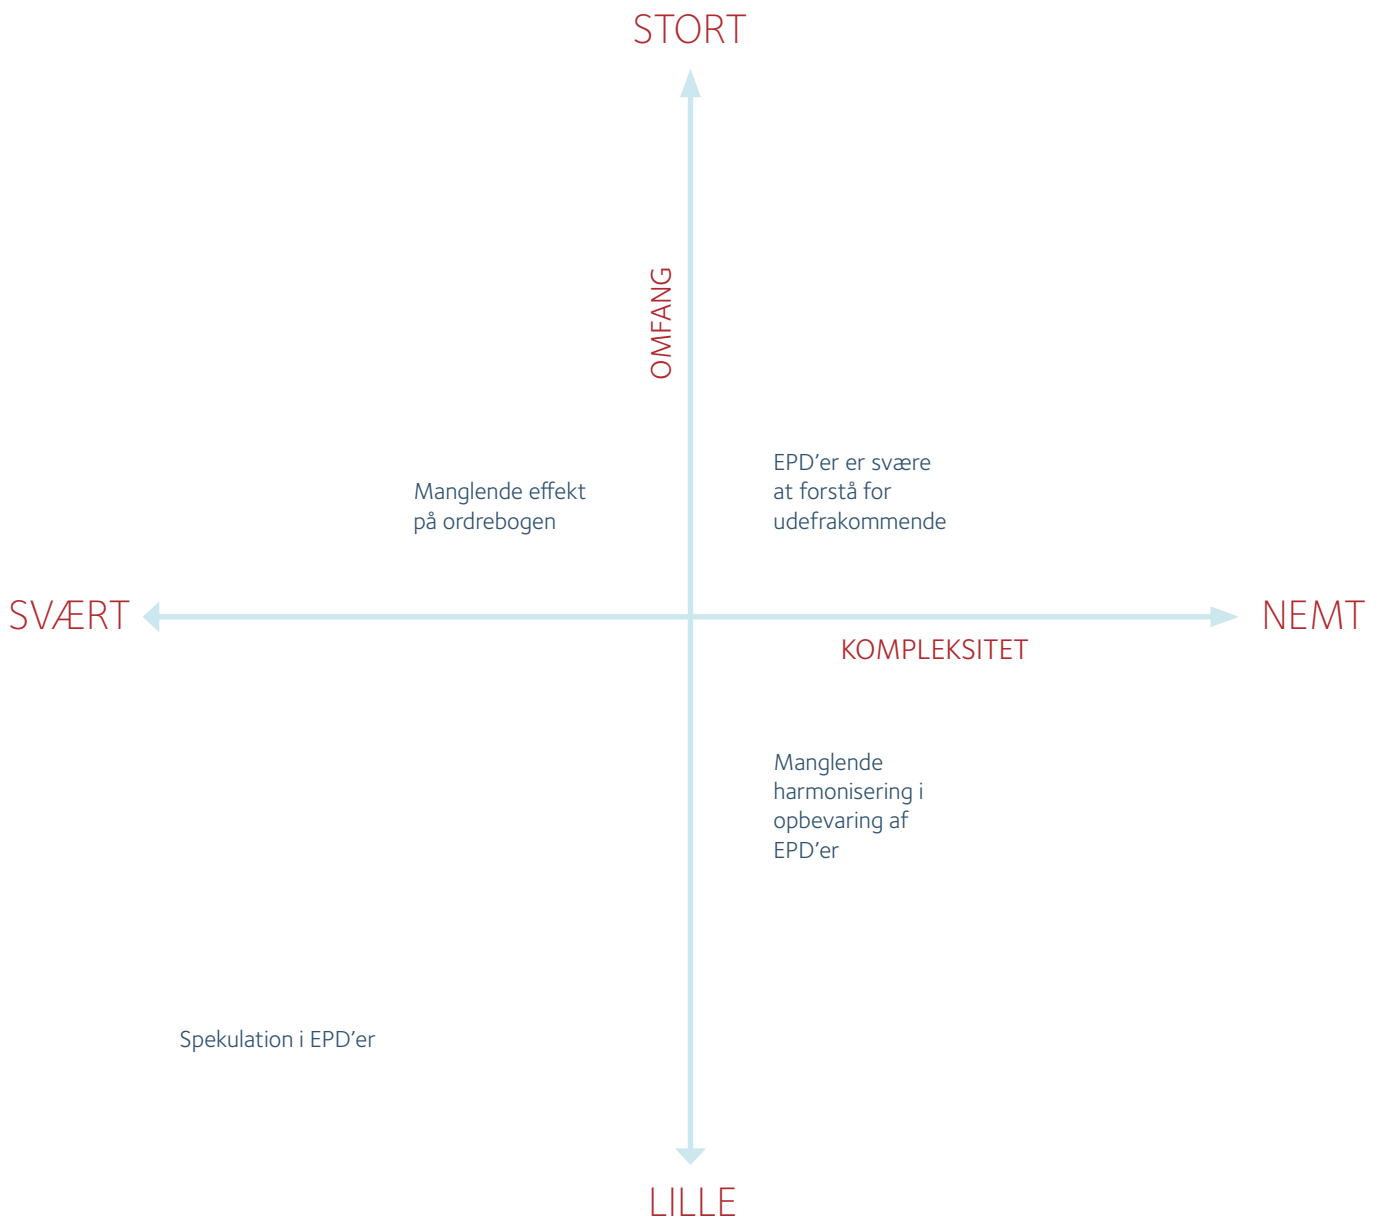 STORT
OMFANG
Manglende effekt
på ordrebogen
EPD’er er svære
at forstå for
udefrakommende
SVÆRT
NEMT
KOMPLEKSITET
Manglende
harmonisering i
opbevaring af
EPD’er
Spekulation i EPD’er
LILLE